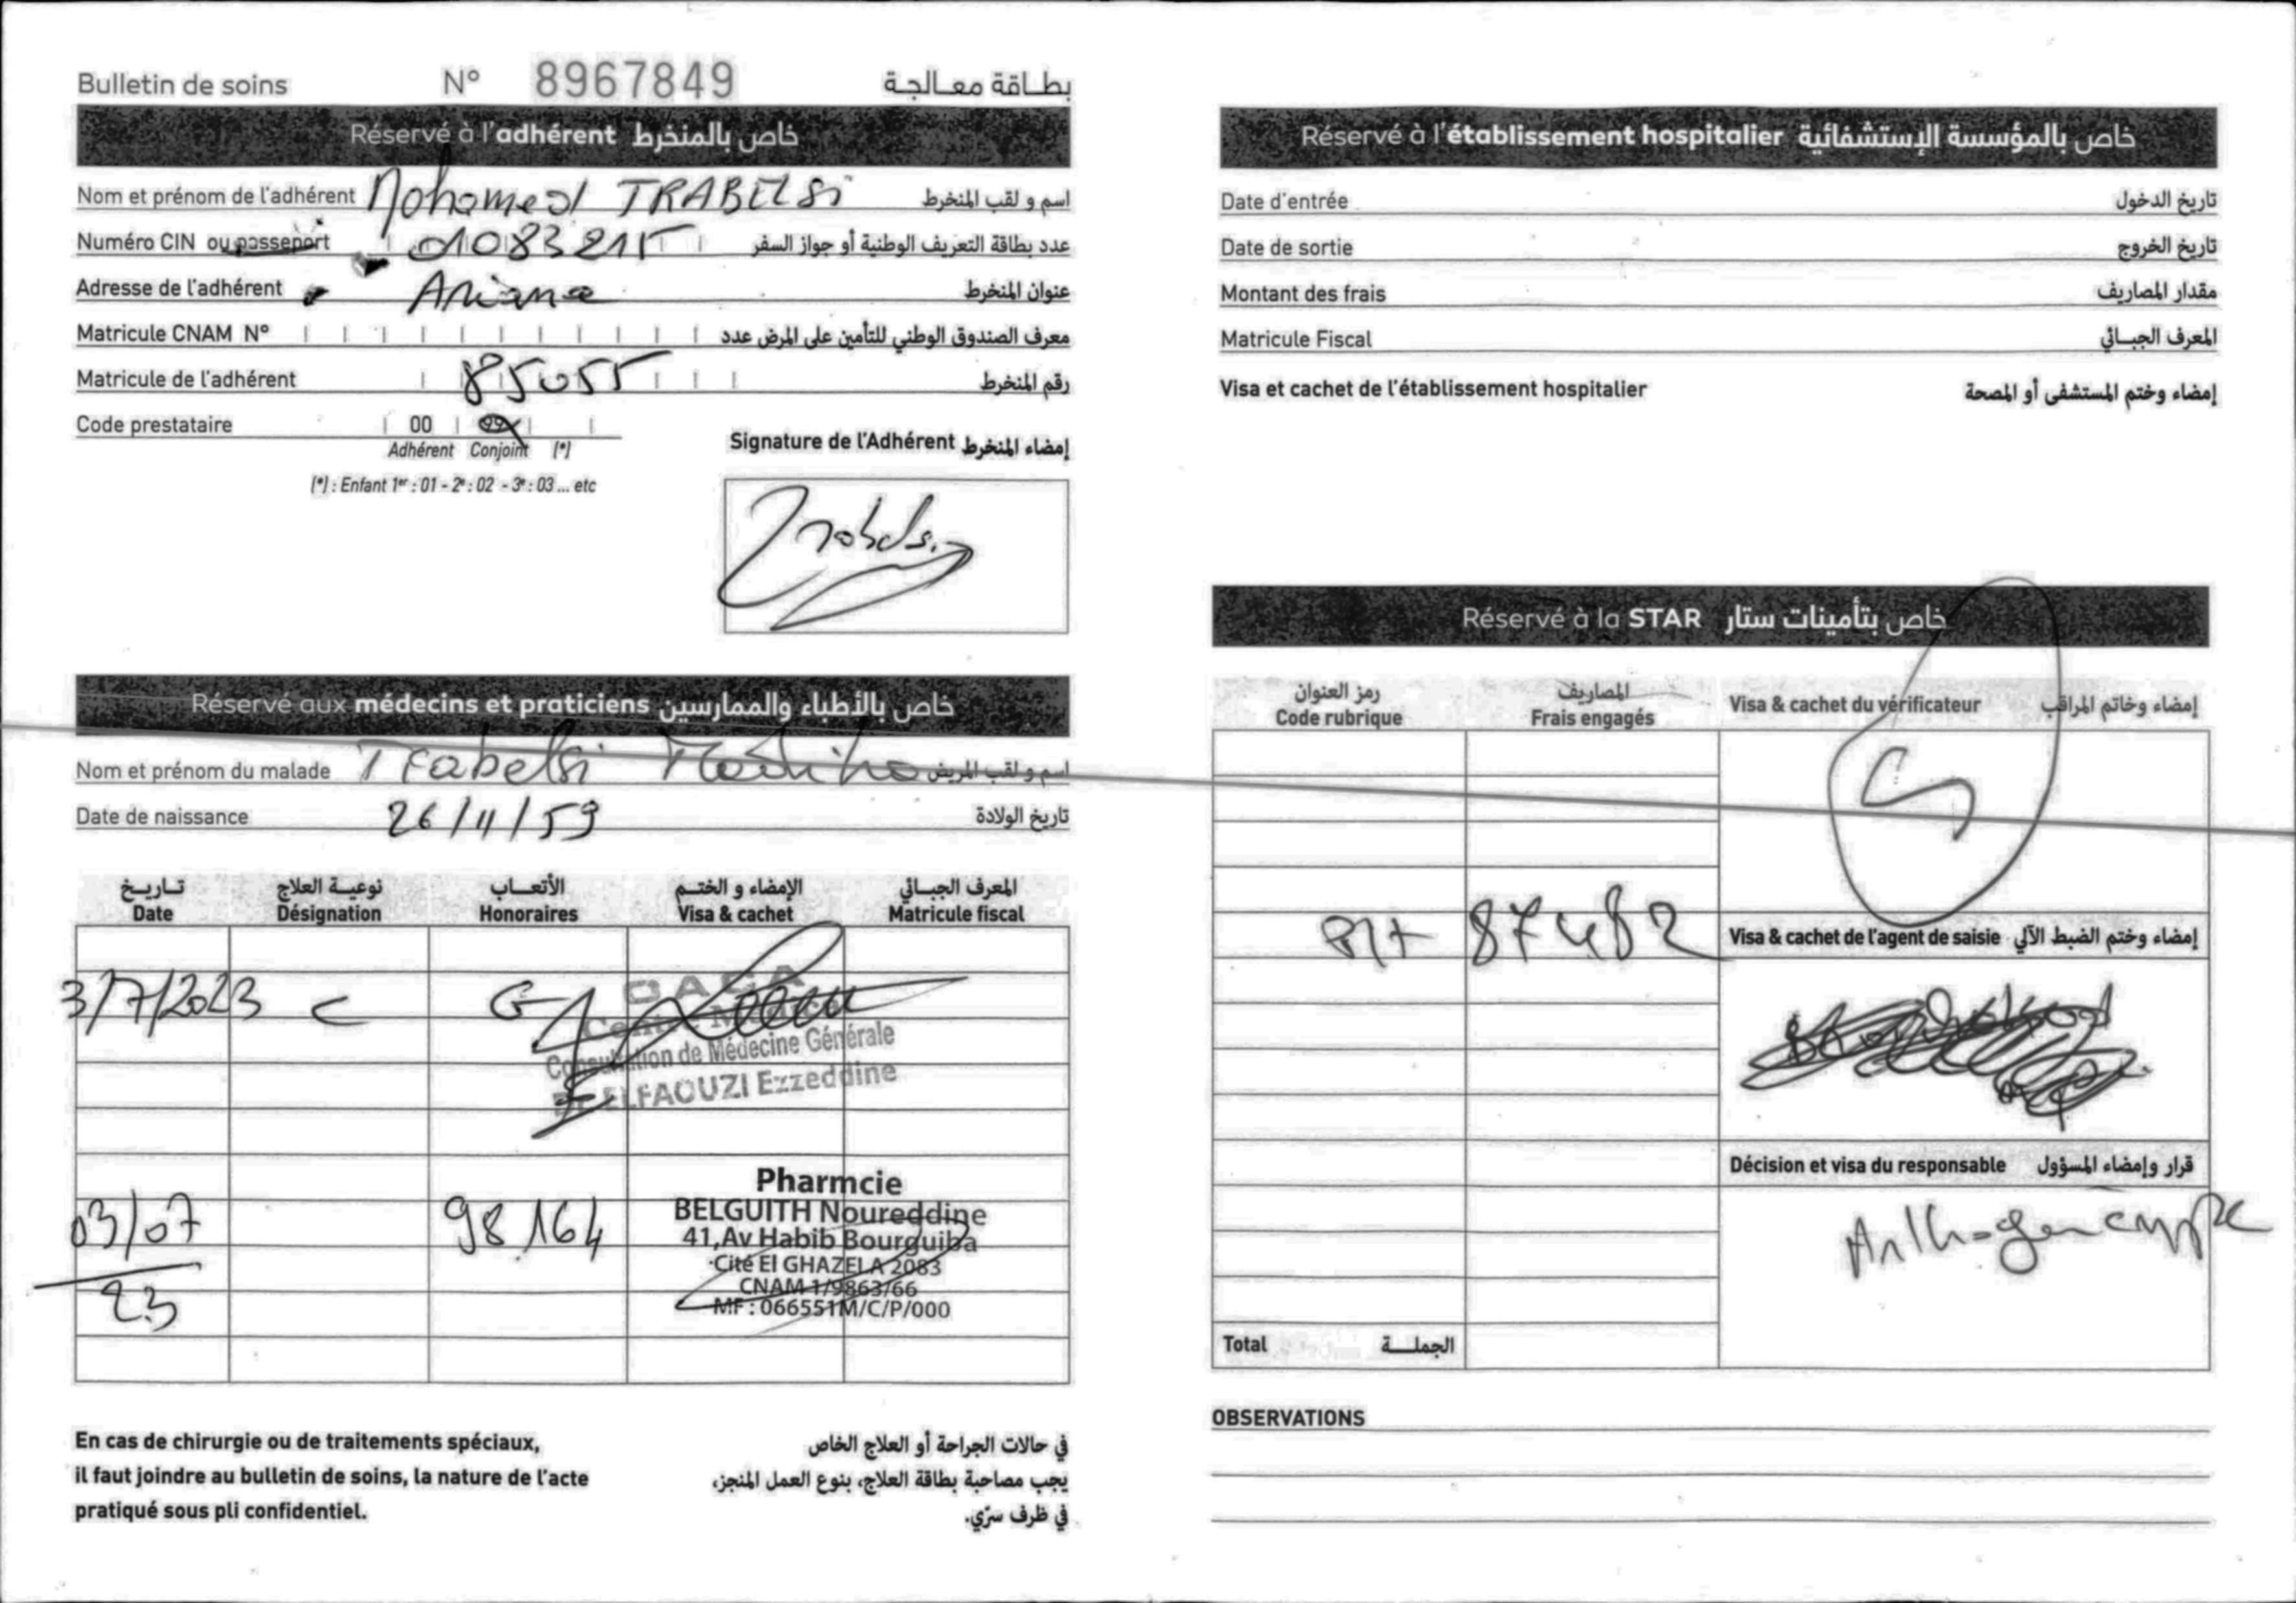 Bulletin de soins N° 8967849 بطاقة معالجة
Réservé à l'adhérent خاص بالمنخرط
Nom et prénom de l'adhérent Mohamed TRABELSI اسم و لقب المنخرط
Numéro CIN ou passeport 01083215 عدد بطاقة التعريف الوطنية أو جواز السفر
Adresse de l'adhérent Ariana عنوان المنخرط
Matricule CNAM N° معرف الصندوق الوطني للتأمين على المرض عدد
Matricule de l'adhérent 85055 رقم المنخرط
Code prestataire 00 99
Adhérent Conjoint (*)
(*) : Enfant 1er : 01 - 2e : 02 - 3e : 03 ... etc
Signature de l'Adhérent إمضاء المنخرط
Trabelsi
Réservé aux médecins et praticiens خاص بالأطباء والممارسين
Nom et prénom du malade Trabelsi اسم و لقب المريض
Date de naissance 26/11/59 تاريخ الولادة
تاريخ نوعية العلاج الأتعاب الإمضاء و الختم المعرف الجبائي
Date Désignation Honoraires Visa & cachet Matricule fiscal
3/7/2023 c G
OACA
Centre Médical
Consultation de Médecine Générale
Dr ELFAOUZI Ezzeddine
03/07 98.164
23
Pharmcie
BELGUITH Noureddine
41,Av Habib Bourguiba
Cité El GHAZELA 2083
CNAM 1/9863/66
MF : 066551M/C/P/000
En cas de chirurgie ou de traitements spéciaux,
il faut joindre au bulletin de soins, la nature de l'acte
pratiqué sous pli confidentiel.
في حالات الجراحة أو العلاج الخاص
يجب مصاحبة بطاقة العلاج، بنوع العمل المنجز،
في ظرف سرّي.
Réservé à l'établissement hospitalier خاص بالمؤسسة الإستشفائية
Date d'entrée تاريخ الدخول
Date de sortie تاريخ الخروج
Montant des frais مقدار المصاريف
Matricule Fiscal المعرف الجبائي
Visa et cachet de l'établissement hospitalier إمضاء وختم المستشفى أو المصحة
Réservé à la STAR خاص بتأمينات ستار
رمز العنوان المصاريف
Code rubrique Frais engagés Visa & cachet du vérificateur إمضاء وخاتم المراقب
PH 87482
Visa & cachet de l'agent de saisie إمضاء وختم الضبط الآلي
Décision et visa du responsable قرار وإمضاء المسؤول
Total الجملة
OBSERVATIONS